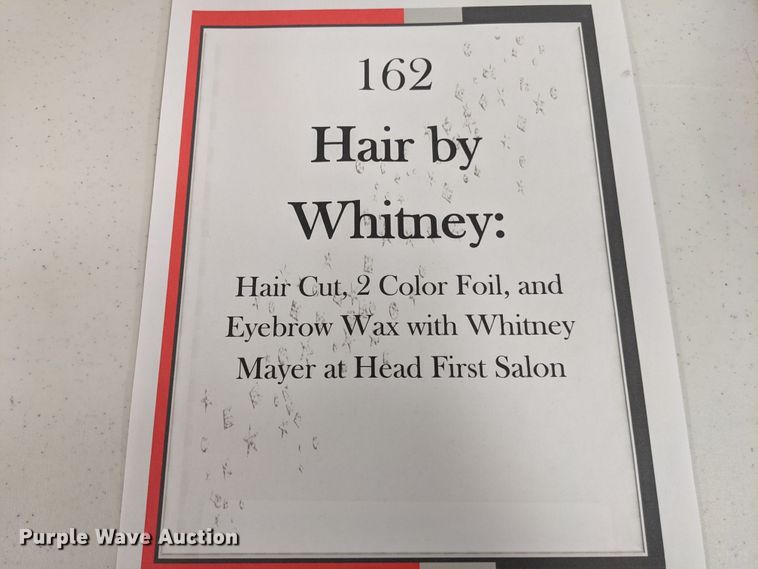 162
Hair by
Whitney:
Hair Cut, 2 Color Foil, and
Eyebrow Wax with Whitney
Mayer at Head First Salon
Purple Wave Auction